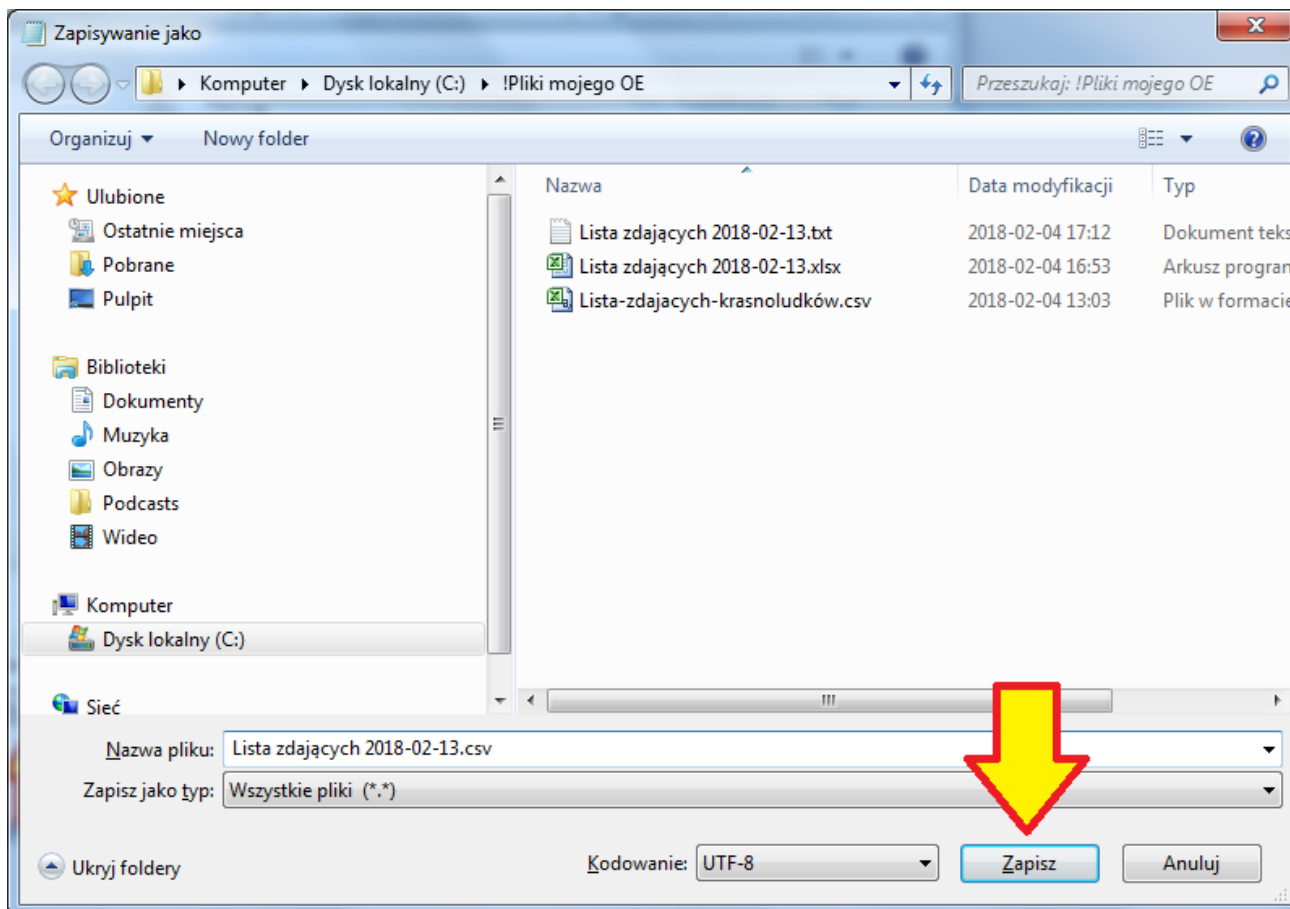 Zapisywanie jako
Komputer Dysk lokalny (C:) !Pliki mojego OE
Przeszukaj: !Pliki mojego OE
Organizuj Nowy folder
Ulubione
Ostatnie miejsca
Pobrane
Pulpit
Biblioteki
Dokumenty
Muzyka
Obrazy
Podcasts
Wideo
Komputer
Dysk lokalny (C:)
Sieć
Nazwa Data modyfikacji Typ
Lista zdających 2018-02-13.txt 2018-02-04 17:12 Dokument teks
Lista zdających 2018-02-13.xlsx 2018-02-04 16:53 Arkusz progran
Lista-zdajacych-krasnoludków.csv 2018-02-04 13:03 Plik w formacie
Nazwa pliku: Lista zdających 2018-02-13.csv
Zapisz jako typ: Wszystkie pliki (*.*)
Ukryj foldery
Kodowanie: UTF-8
Zapisz
Anuluj